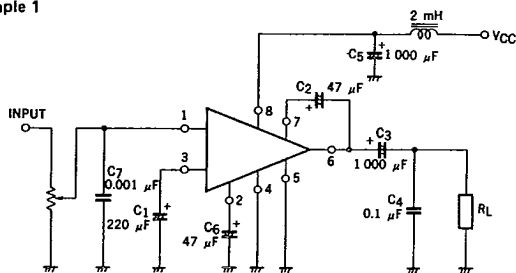 ple 1
2 mH
VCC
C5
+
1 000 µF
C2
+
47 µF
8
7
INPUT
1
3
6
C3
+
1 000 µF
C7
0.001 µF
2
4
5
220 µF
C1
+
C6
+
47 µF
C4
0.1 µF
RL